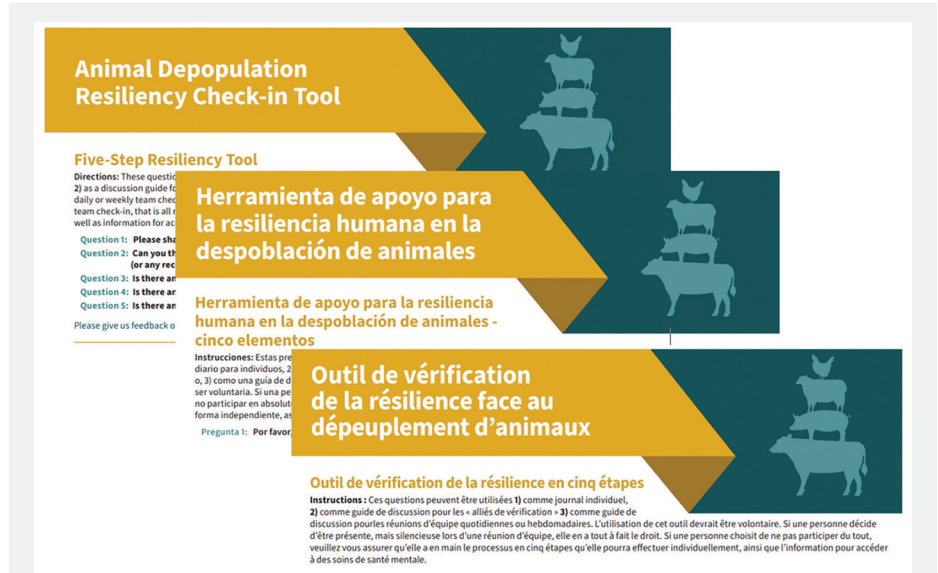 Animal Depopulation
Resiliency Check-in Tool
Five-Step Resiliency Tool
Directions: These questio
2) as a discussion guide fo
daily or weekly team chec
team check-in, that is all r
well as information for ac
Question 1: Please sha
Question 2: Can you th
(or any rec
Question 3: Is there an
Question 4: Is there an
Question 5: Is there an
Please give us feedback o
Herramienta de apoyo para
la resiliencia humana en la
despoblación de animales
Herramienta de apoyo para la resiliencia
humana en la despoblación de animales -
cinco elementos
Instrucciones: Estas pre
diario para individuos, 2
o, 3) como una guía de d
ser voluntaria. Si una pe
no participar en absolut
forma independiente, as
Pregunta 1: Por favor,
Outil de vérification
de la résilience face au
dépeuplement d’animaux
Outil de vérification de la résilience en cinq étapes
Instructions : Ces questions peuvent être utilisées 1) comme journal individuel,
2) comme guide de discussion pour les « alliés de vérification » 3) comme guide de
discussion pourles réunions d’équipe quotidiennes ou hebdomadaires. L’utilisation de cet outil devrait être volontaire. Si une personne décide
d’être présente, mais silencieuse lors d’une réunion d’équipe, elle en a tout à fait le droit. Si une personne choisit de ne pas participer du tout,
veuillez vous assurer qu’elle a en main le processus en cinq étapes qu’elle pourra effectuer individuellement, ainsi que l’information pour accéder
à des soins de santé mentale.